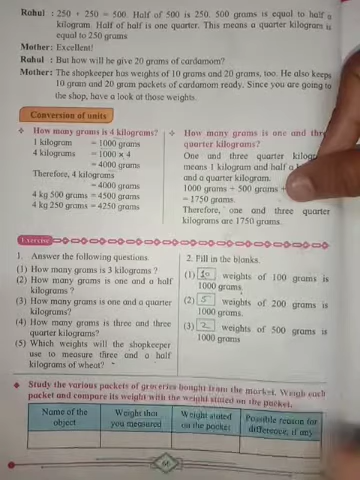 Rahul : 250 + 250 = 500. Half of 500 is 250. 500 grams is equal to half a
kilogram. Half of half is one quarter. This means a quarter kilogram is
equal to 250 grams
Mother: Excellent!
Rahul : But how will he give 20 grams of cardamom?
Mother: The shopkeeper has weights of 10 grams and 20 grams, too. He also keeps
10 gram and 20 gram packets of cardamom ready. Since you are going to
the shop, have a look at those weights.
Conversion of units
How many grams is 4 kilograms?
1 kilogram = 1000 grams
4 kilograms = 1000 × 4
= 4000 grams
Therefore, 4 kilograms
= 4000 grams
4 kg 500 grams = 4500 grams
4 kg 250 grams = 4250 grams
How many grams is one and three
quarter kilograms?
One and three quarter kilograms
means 1 kilogram and half a
and a quarter kilogram.
1000 grams + 500 grams +
= 1750 grams.
Therefore, one and three quarter
kilograms are 1750 grams.
Exercise
1. Answer the following questions.
(1) How many grams is 3 kilograms ?
(2) How many grams is one and a half
kilograms ?
(3) How many grams is one and a quarter
kilograms?
(4) How many grams is three and three
quarter kilograms?
(5) Which weights will the shopkeeper
use to measure three and a half
kilograms of wheat?
2. Fill in the blanks.
(1) 10 weights of 100 grams is
1000 grams.
(2) 5 weights of 200 grams is
1000 grams.
(3) 2 weights of 500 grams is
1000 grams
Study the various packets of groceries bought from the market. Weigh each
packet and compare its weight with the weight stated on the packet.
Name of the object
Weight that you measured
Weight stated on the packet
Possible reason for difference, if any